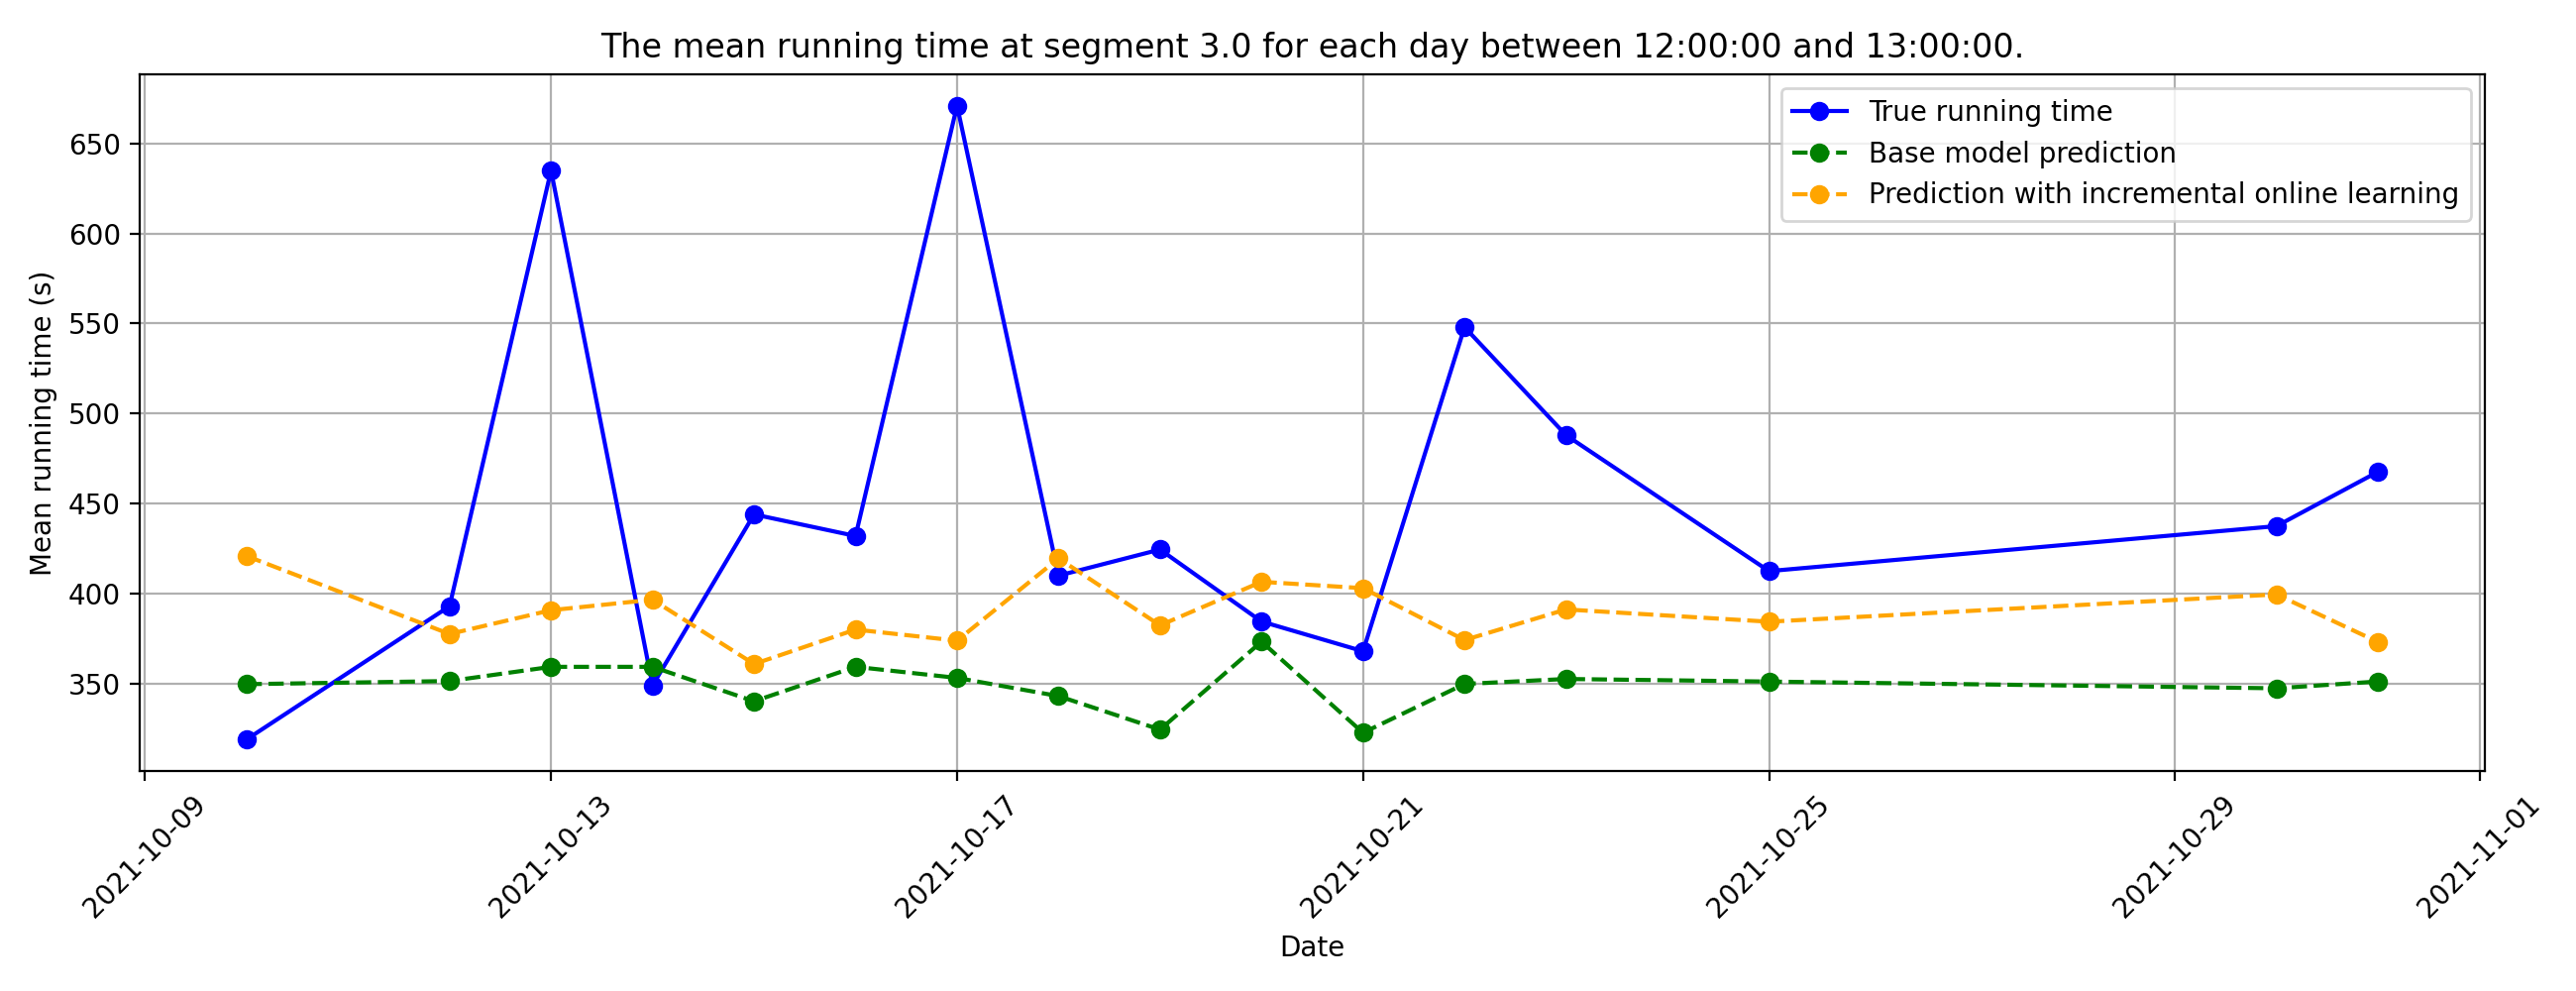 The mean running time at segment 3.0 for each day between 12:00:00 and 13:00:00.
True running time
Base model prediction
Prediction with incremental online learning
Mean running time (s)
650
600
550
500
450
400
350
2021-10-09
2021-10-13
2021-10-17
2021-10-21
2021-10-25
2021-10-29
2021-11-01
Date